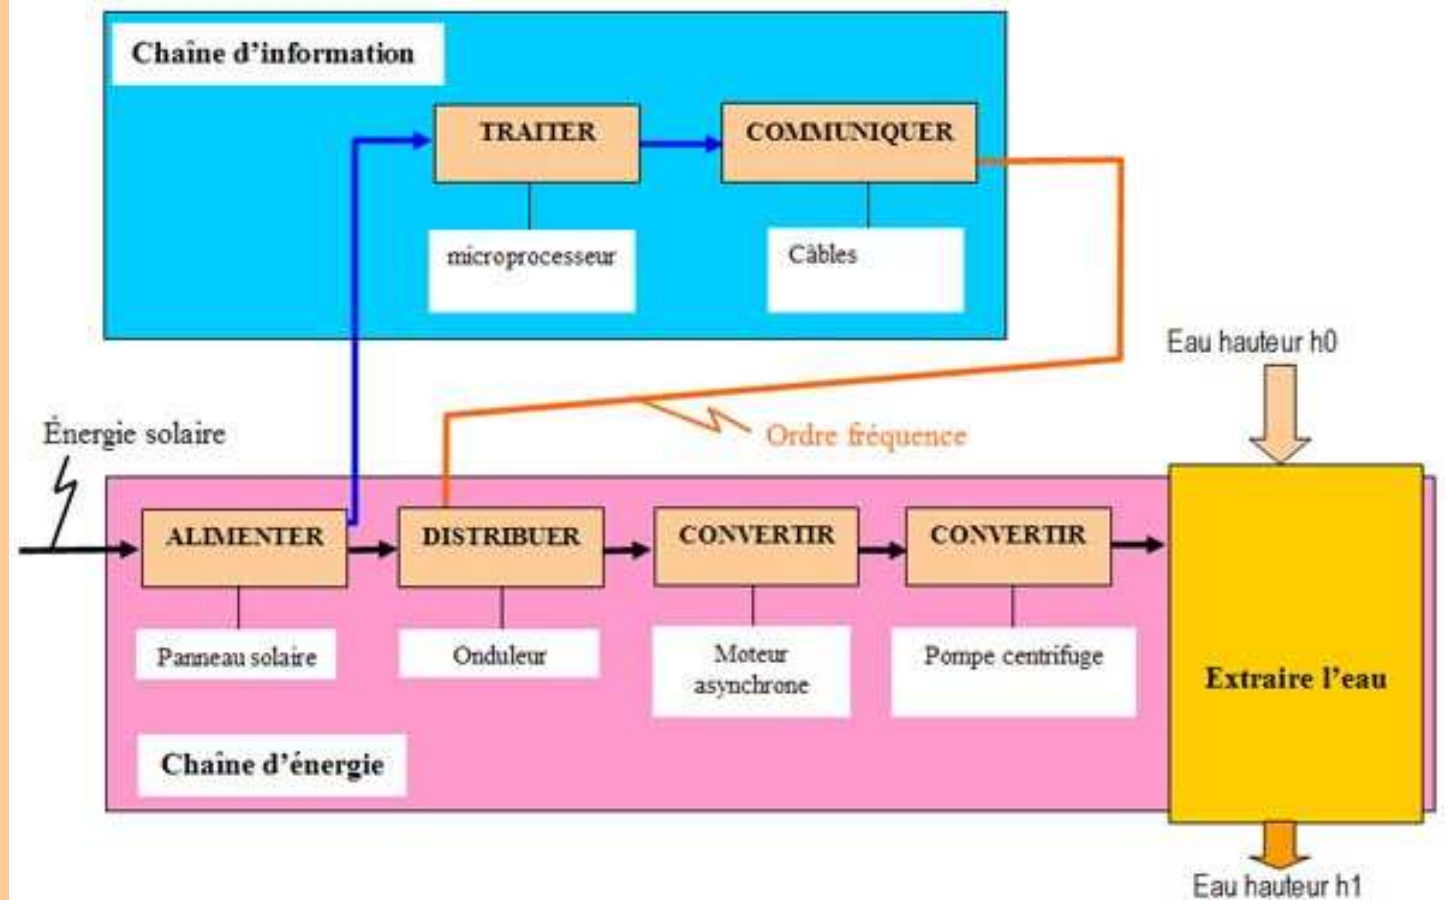 Chaîne d'information
TRAITER
COMMUNIQUER
microprocesseur
Câbles
Eau hauteur h0
Énergie solaire
Ordre fréquence
ALIMENTER
DISTRIBUER
CONVERTIR
CONVERTIR
Panneau solaire
Onduleur
Moteur
asynchrone
Pompe centrifuge
Extraire l'eau
Chaîne d'énergie
Eau hauteur h1